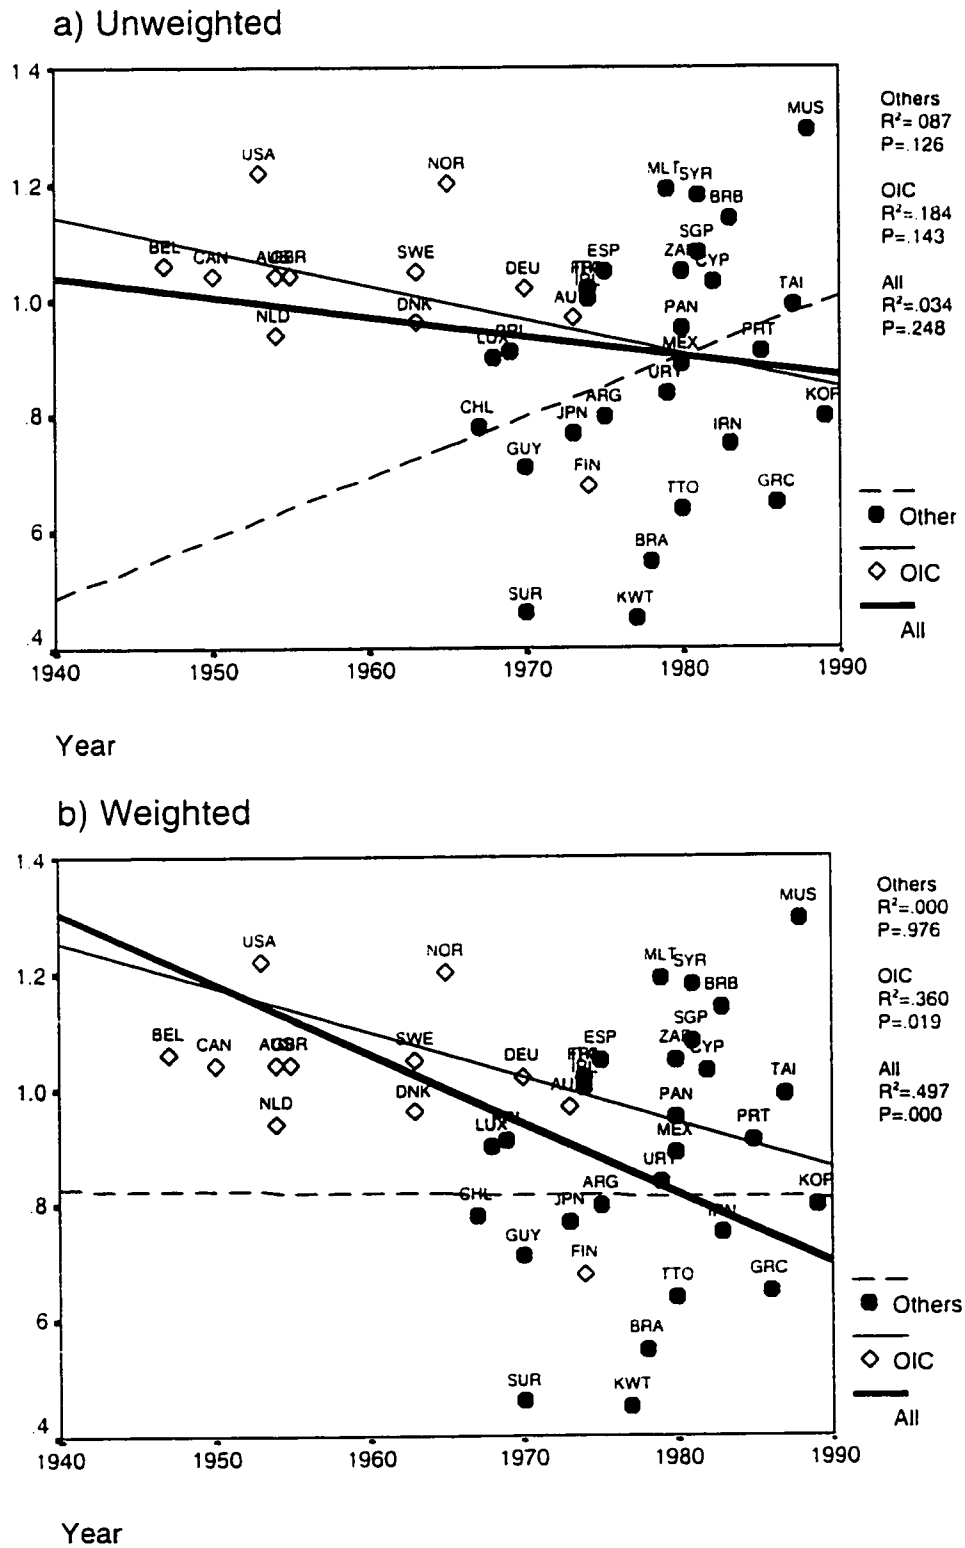 a) Unweighted
1 4
1.2
1.0
.8
6
.4
1940 1950 1960 1970 1980 1990
Year
MUS
USA
NOR
MLT SYR
BRB
SGP
BEL CAN
SWE
DEU
ESP
CYP
TAI
NLD
DNK
PAN
PRT
LUX
MEX
URY
CHL
JPN
ARG
IRN
GUY
FIN
TTO
GRC
BRA
SUR
KWT
Others
R²= 087
P=.126
OIC
R²=.184
P=.143
All
R²=.034
P=.248
Other
OIC
All
b) Weighted
1.4
1.2
1.0
.8
6
.4
1940 1950 1960 1970 1980 1990
Year
MUS
USA
NOR
MLT SYR
BRB
SGP
BEL CAN
SWE
DEU
ESP
CYP
TAI
NLD
DNK
PAN
PRT
LUX
MEX
URY
CHL
JPN
ARG
GUY
FIN
TTO
GRC
BRA
SUR
KWT
Others
R²=.000
P=.976
OIC
R²=.360
P=.019
All
R²=.497
P=.000
Others
OIC
All